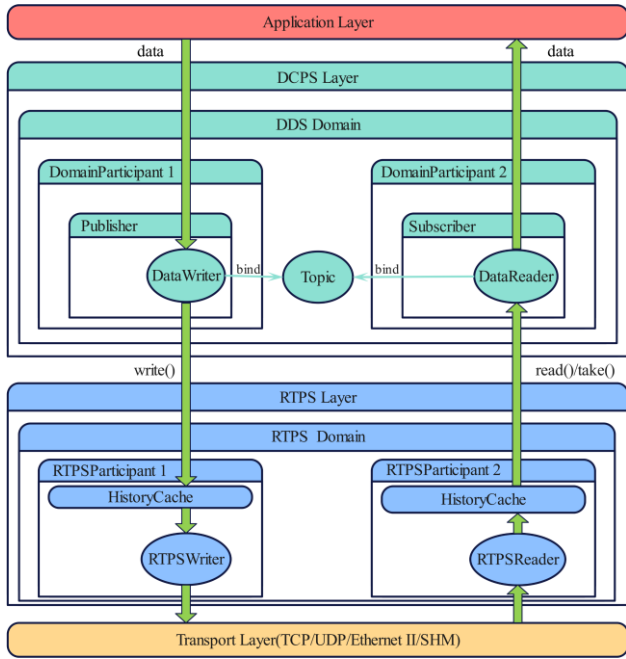 Application Layer
data
data
DCPS Layer
DDS Domain
DomainParticipant 1
DomainParticipant 2
Publisher
Subscriber
DataWriter
bind
Topic
bind
DataReader
write()
read()/take()
RTPS Layer
RTPS Domain
RTPSParticipant 1
RTPSParticipant 2
HistoryCache
HistoryCache
RTPSWriter
RTPSReader
Transport Layer(TCP/UDP/Ethernet II/SHM)